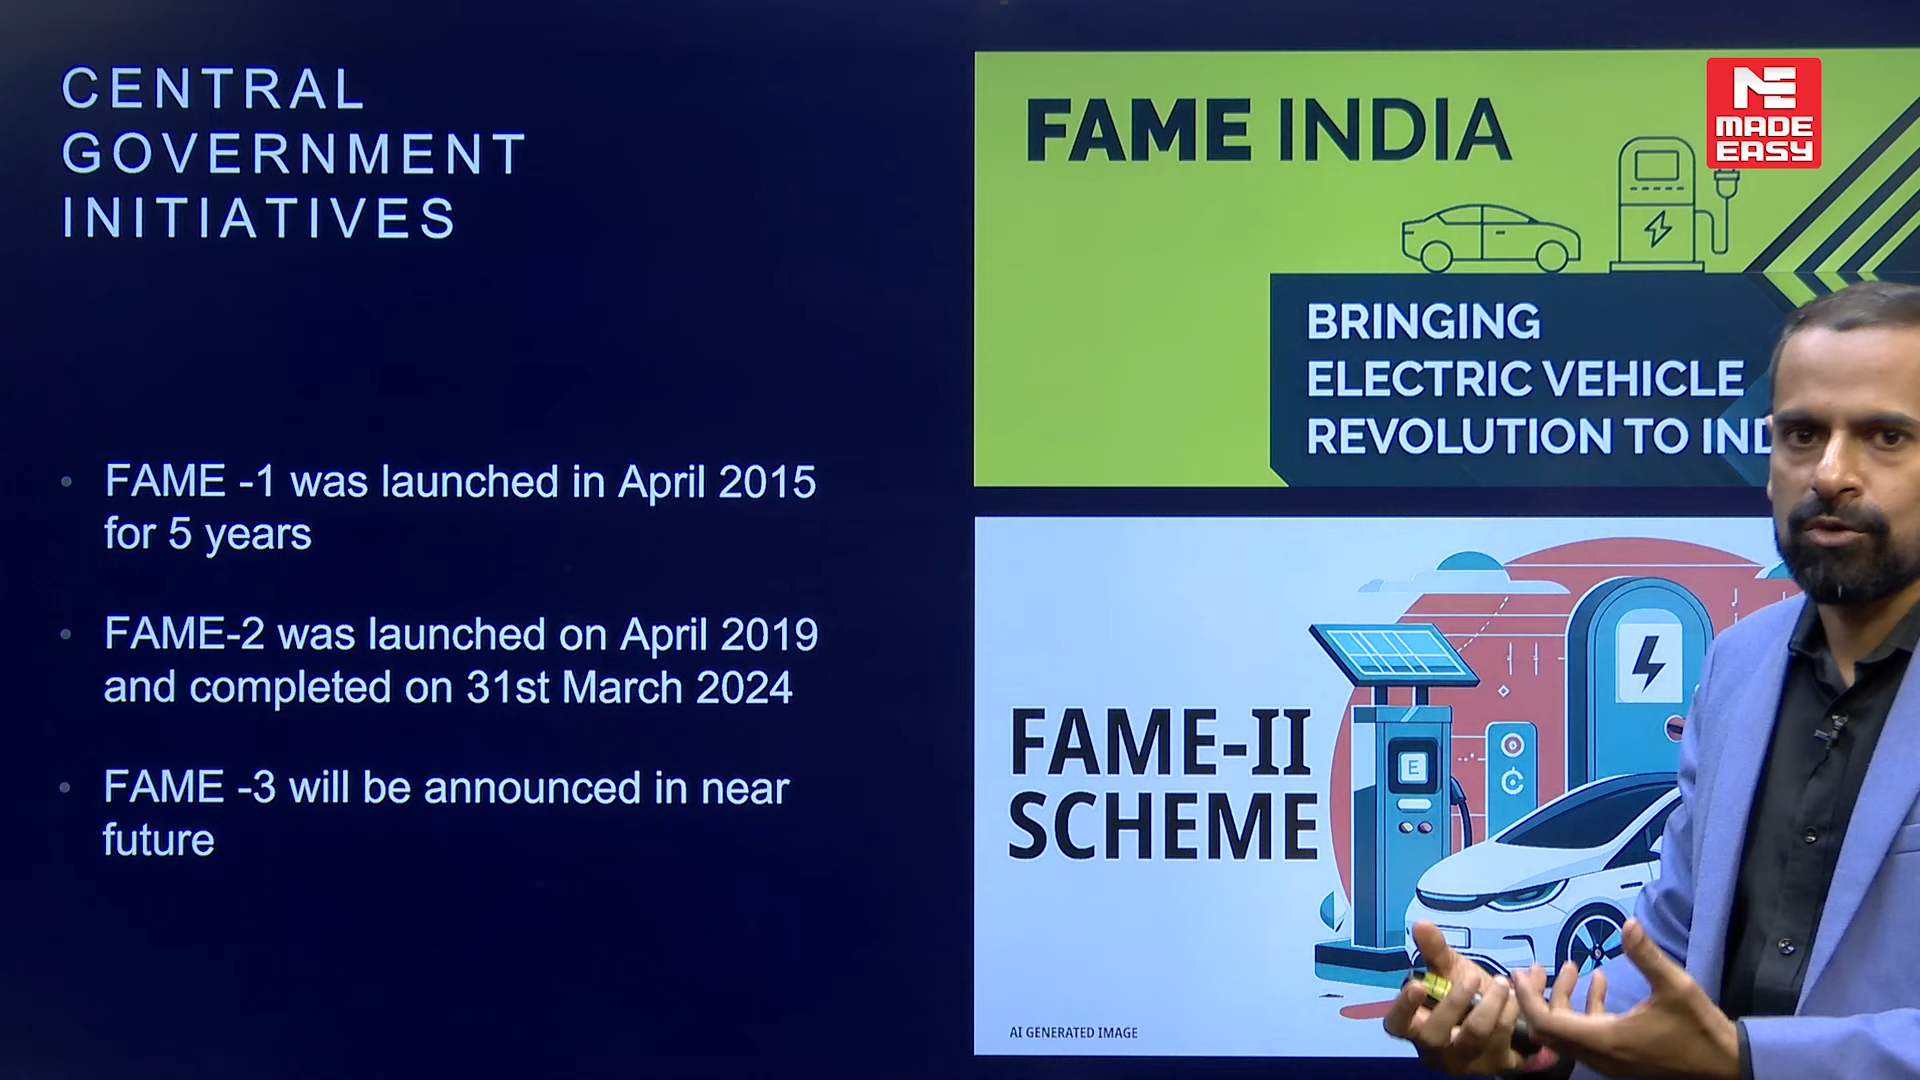 CENTRAL
GOVERNMENT
INITIATIVES
FAME -1 was launched in April 2015
for 5 years
FAME-2 was launched on April 2019
and completed on 31st March 2024
FAME -3 will be announced in near
future
FAME INDIA
BRINGING
ELECTRIC VEHICLE
REVOLUTION TO IND
ME
MADE
EASY
FAME-II
SCHEME
E
AI GENERATED IMAGE